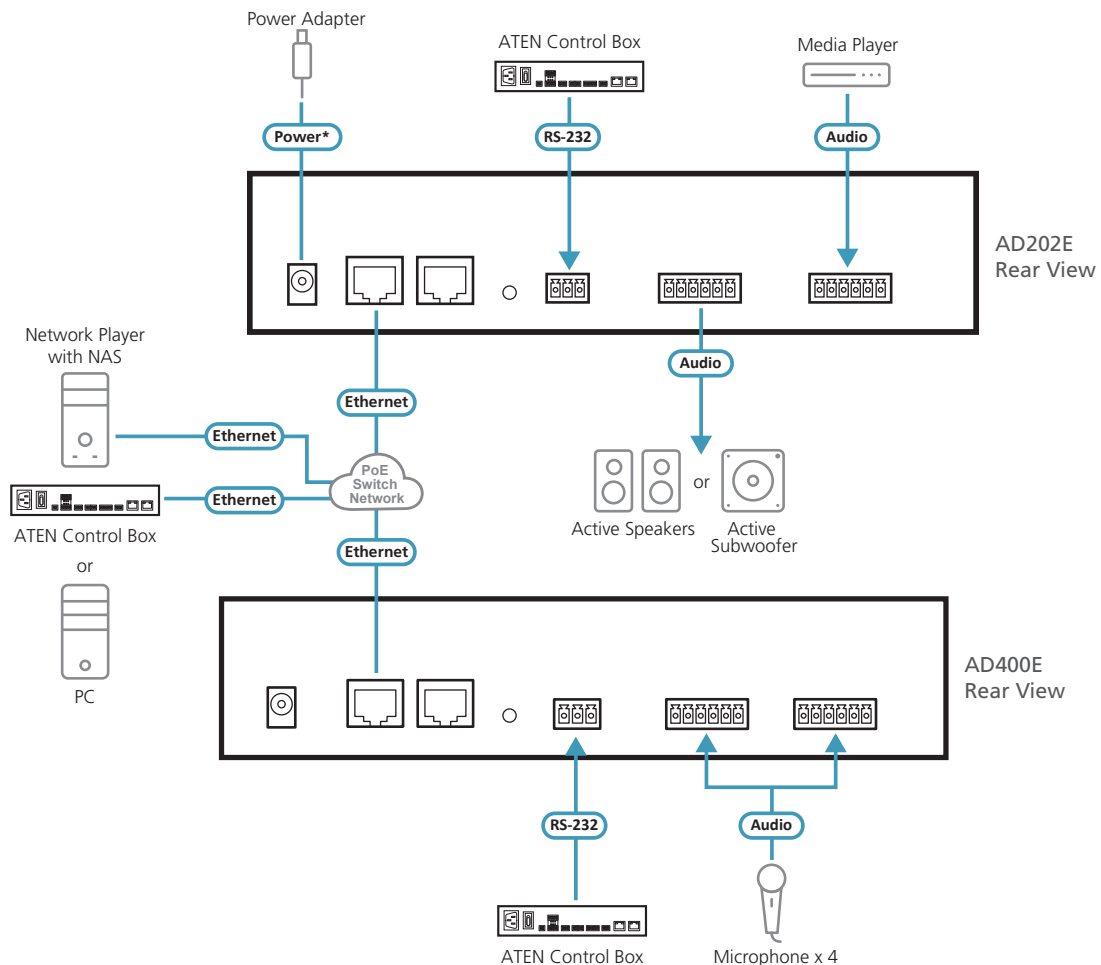 Power Adapter
ATEN Control Box
Media Player
Power*
RS-232
Audio
AD202E
Rear View
Audio
Network Player
with NAS
Ethernet
Ethernet
PoE
Switch
Network
Ethernet
ATEN Control Box
or
PC
or
Active Speakers
Active
Subwoofer
Ethernet
AD400E
Rear View
RS-232
Audio
ATEN Control Box
Microphone x 4